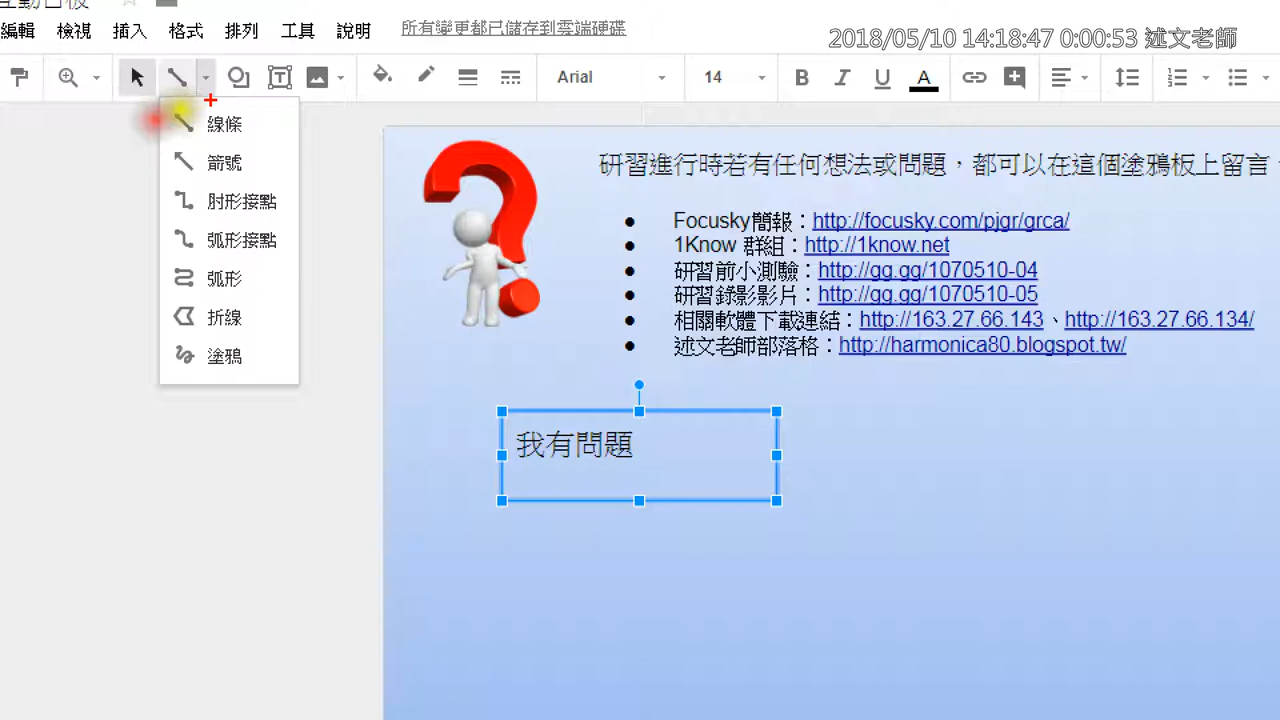 互動白板
編輯 檢視 插入 格式 排列 工具 說明 所有變更都已儲存到雲端硬碟
2018/05/10 14:18:47 0:00:53 述文老師
Arial 14 B I U A
線條
箭號
肘形接點
弧形接點
弧形
折線
塗鴉
研習進行時若有任何想法或問題，都可以在這個塗鴉板上留言，
● Focusky簡報：http://focusky.com/pjgr/grca/
● 1Know 群組：http://1know.net
● 研習前小測驗：http://gg.gg/1070510-04
● 研習錄影影片：http://gg.gg/1070510-05
● 相關軟體下載連結：http://163.27.66.143、http://163.27.66.134/
● 述文老師部落格：http://harmonica80.blogspot.tw/
我有問題